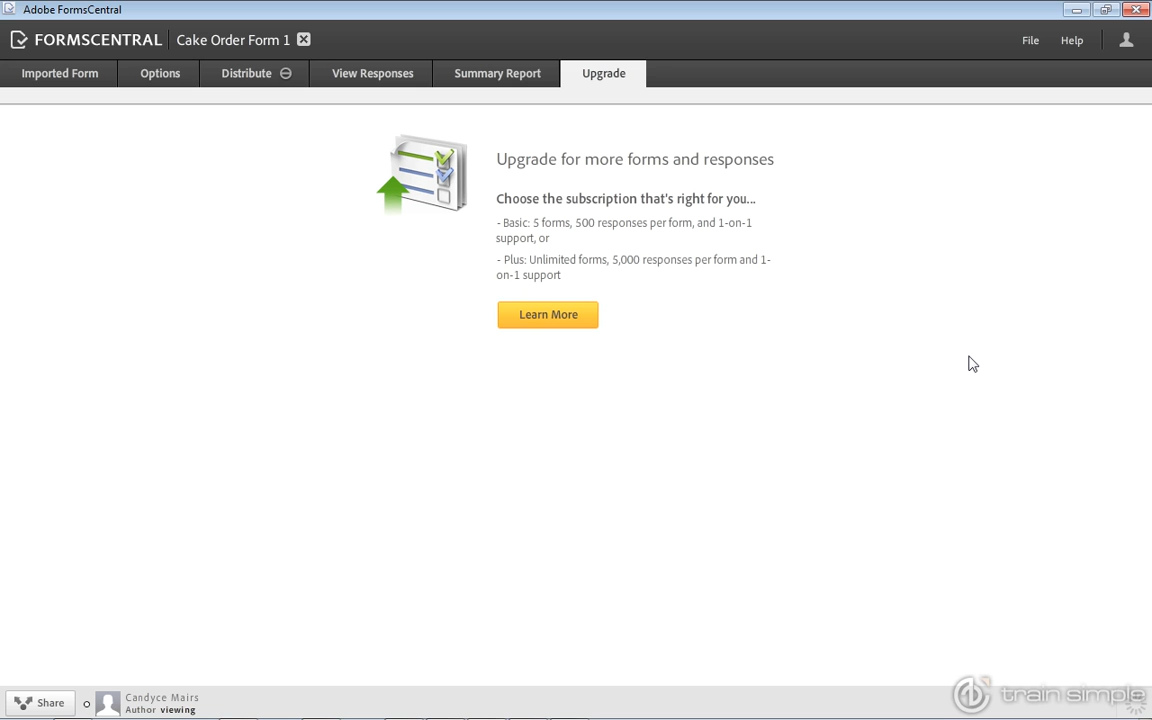 Adobe FormsCentral
FORMSCENTRAL Cake Order Form 1 File Help
Imported Form Options Distribute View Responses Summary Report Upgrade
Upgrade for more forms and responses
Choose the subscription that's right for you...
- Basic: 5 forms, 500 responses per form, and 1-on-1
support, or
- Plus: Unlimited forms, 5,000 responses per form and 1-
on-1 support
Learn More
Share
Candyce Mairs
Author viewing
train simple